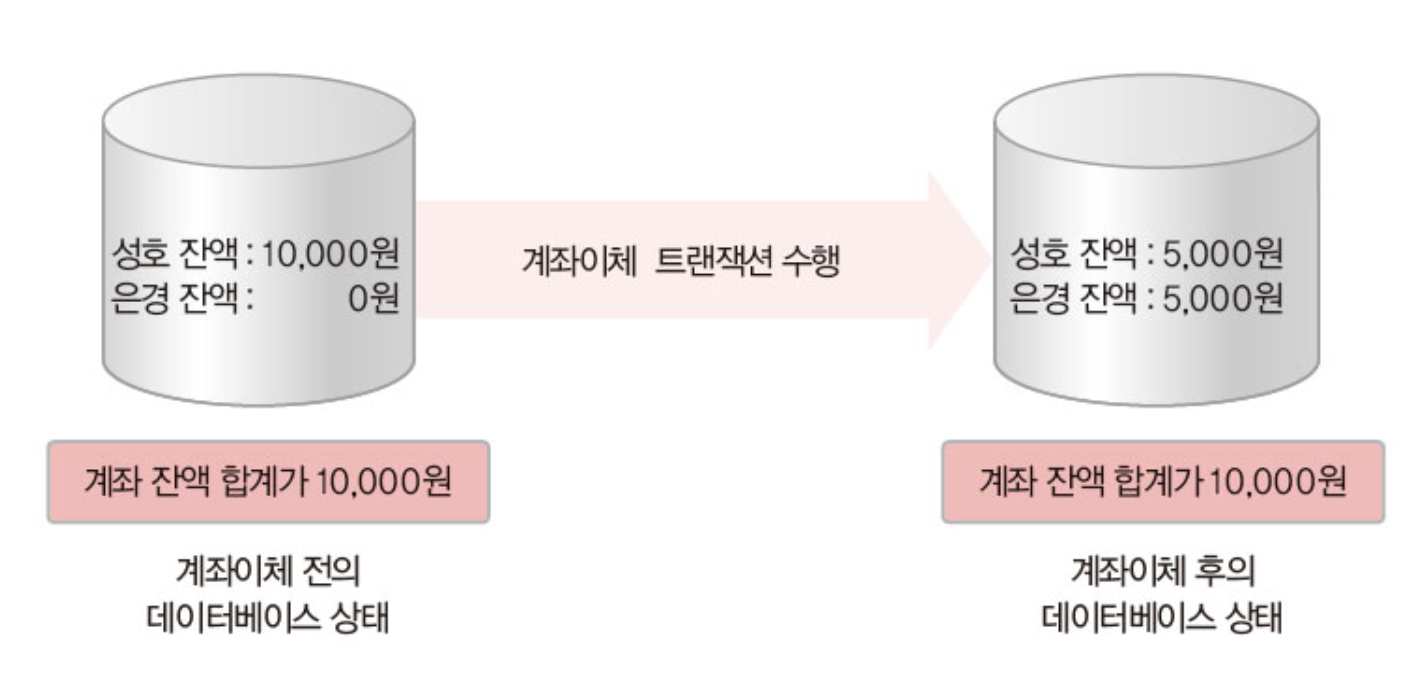 성호 잔액 : 10,000원
은경 잔액 : 0원
계좌이체 트랜잭션 수행
성호 잔액 : 5,000원
은경 잔액 : 5,000원
계좌 잔액 합계가 10,000원
계좌 잔액 합계가 10,000원
계좌이체 전의
데이터베이스 상태
계좌이체 후의
데이터베이스 상태